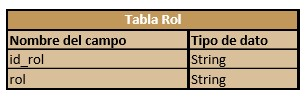 Tabla Rol
Nombre del campo Tipo de dato
id_rol String
rol String